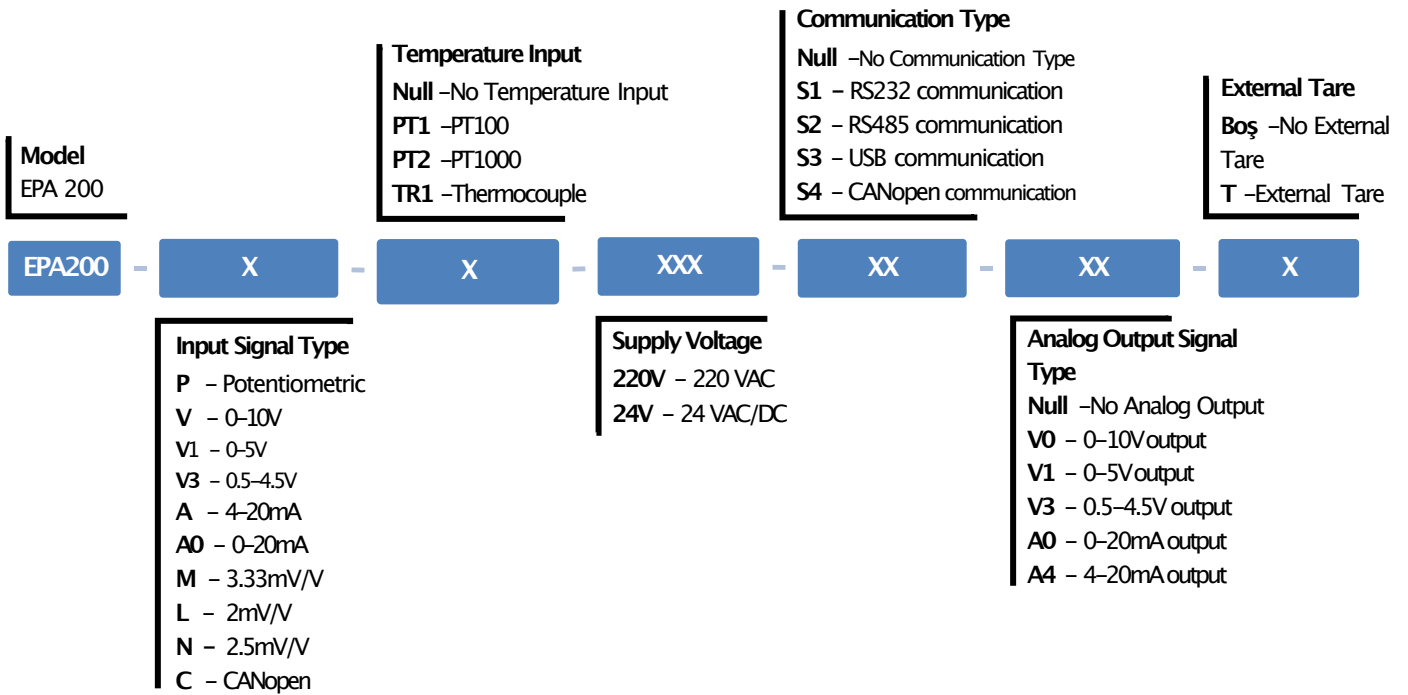 Communication Type
Null –No Communication Type
S1 – RS232 communication
S2 – RS485 communication
S3 – USB communication
S4 – CANopen communication
Temperature Input
Null –No Temperature Input
PT1 –PT100
PT2 –PT1000
TR1 –Thermocouple
External Tare
Boş –No External
Tare
T –External Tare
Model
EPA 200
EPA200 – X – X – XXX – XX – XX – X
Input Signal Type
P – Potentiometric
V – 0–10V
V1 – 0–5V
V3 – 0.5–4.5V
A – 4–20mA
A0 – 0–20mA
M – 3.33mV/V
L – 2mV/V
N – 2.5mV/V
C – CANopen
Supply Voltage
220V – 220 VAC
24V – 24 VAC/DC
Analog Output Signal
Type
Null –No Analog Output
V0 – 0–10V output
V1 – 0–5V output
V3 – 0.5–4.5V output
A0 – 0–20mA output
A4 – 4–20mA output